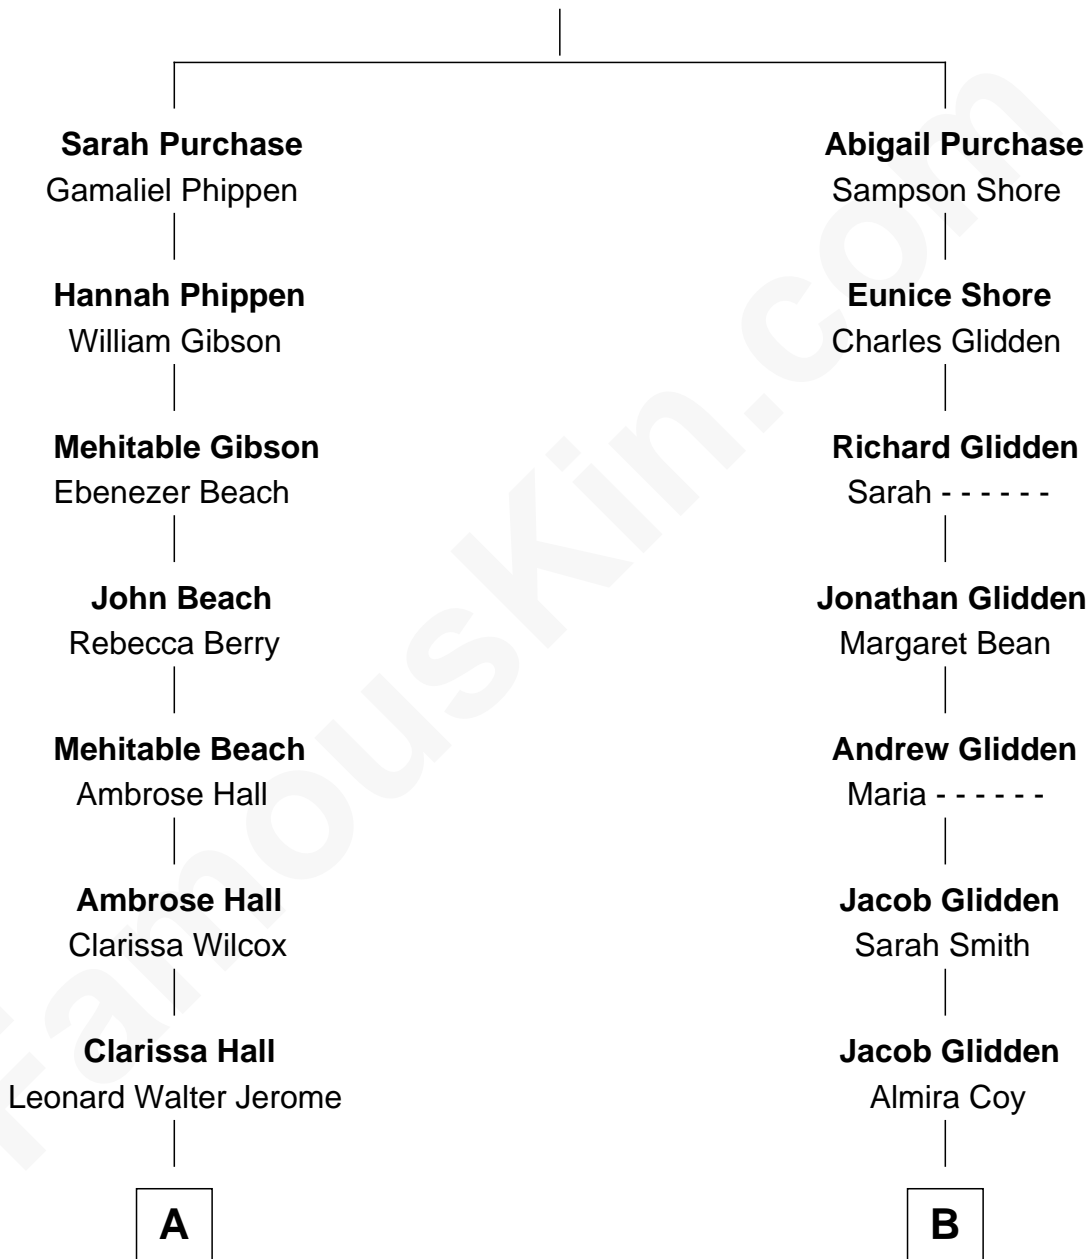 Sarah Purchase
Gamaliel Phippen
Hannah Phippen
William Gibson
Mehitable Gibson
Ebenezer Beach
John Beach
Rebecca Berry
Mehitable Beach
Ambrose Hall
Ambrose Hall
Clarissa Wilcox
Clarissa Hall
Leonard Walter Jerome
A
Abigail Purchase
Sampson Shore
Eunice Shore
Charles Glidden
Richard Glidden
Sarah - - - - - -
Jonathan Glidden
Margaret Bean
Andrew Glidden
Maria - - - - - -
Jacob Glidden
Sarah Smith
Jacob Glidden
Almira Coy
B
FamousKin.com